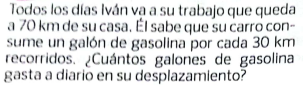 Todos los días Iván va a su trabajo que queda
a 70 km de su casa. Él sabe que su carro con-
sume un galón de gasolina por cada 30 km
recorridos. ¿Cuántos galones de gasolina
gasta a diario en su desplazamiento?